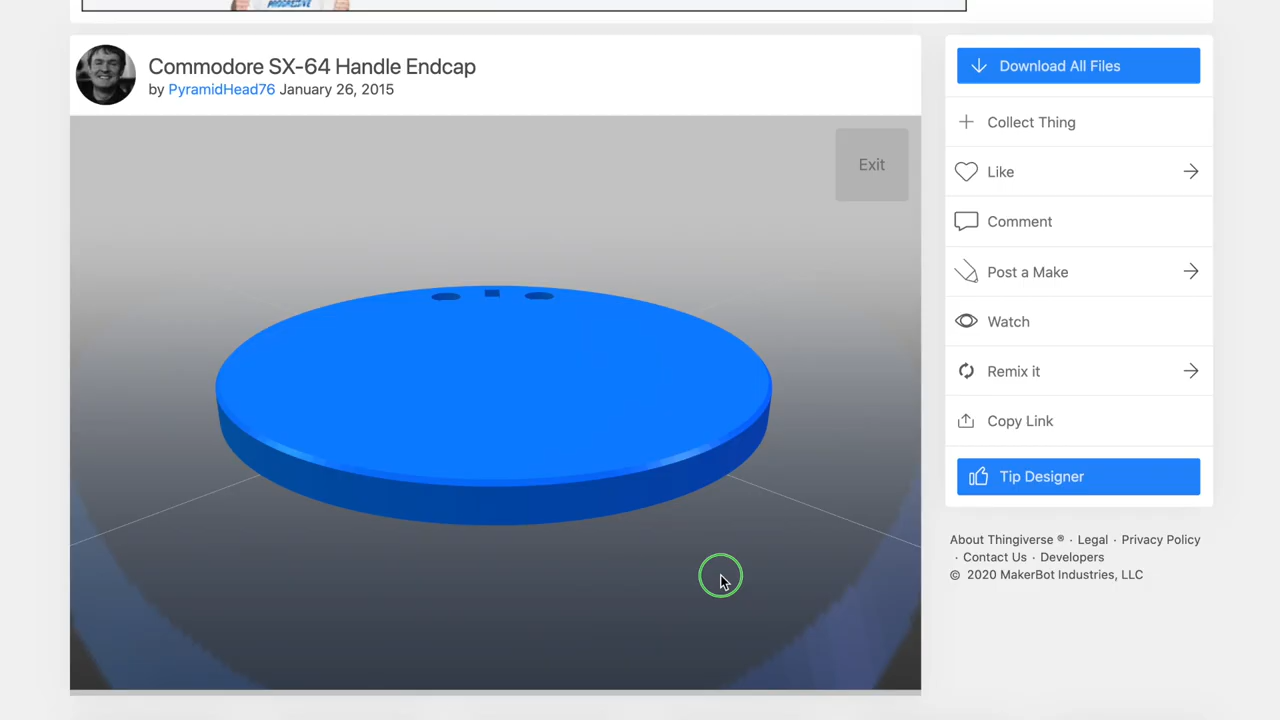 PROGRESSIVE
Commodore SX-64 Handle Endcap
by PyramidHead76 January 26, 2015
Exit
Download All Files
Collect Thing
Like
Comment
Post a Make
Watch
Remix it
Copy Link
Tip Designer
About Thingiverse ® · Legal · Privacy Policy
· Contact Us · Developers
© 2020 MakerBot Industries, LLC